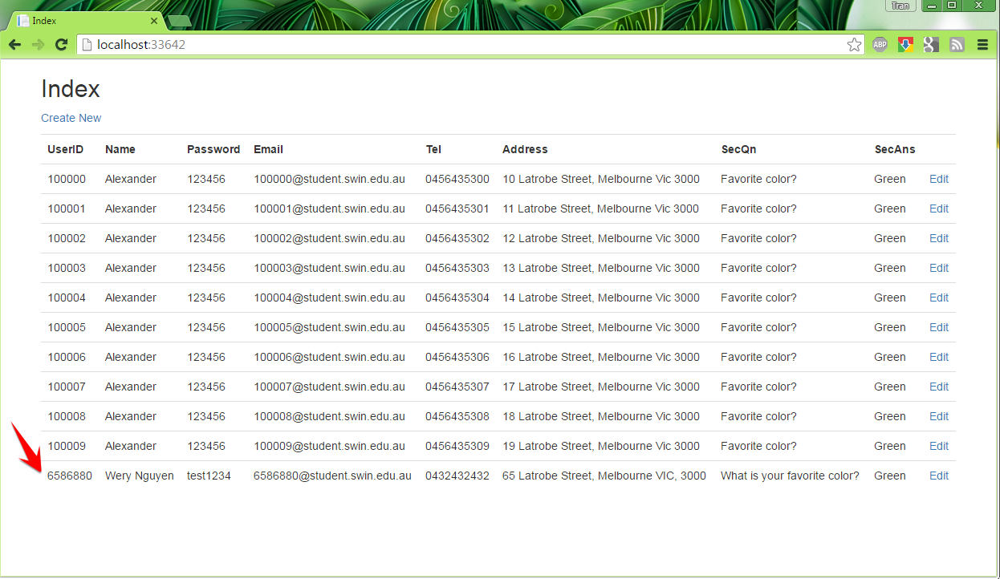 Index
Tran
localhost:33642
ABP
Index
Create New
UserID Name Password Email Tel Address SecQn SecAns
100000 Alexander 123456 100000@student.swin.edu.au 0456435300 10 Latrobe Street, Melbourne Vic 3000 Favorite color? Green Edit
100001 Alexander 123456 100001@student.swin.edu.au 0456435301 11 Latrobe Street, Melbourne Vic 3000 Favorite color? Green Edit
100002 Alexander 123456 100002@student.swin.edu.au 0456435302 12 Latrobe Street, Melbourne Vic 3000 Favorite color? Green Edit
100003 Alexander 123456 100003@student.swin.edu.au 0456435303 13 Latrobe Street, Melbourne Vic 3000 Favorite color? Green Edit
100004 Alexander 123456 100004@student.swin.edu.au 0456435304 14 Latrobe Street, Melbourne Vic 3000 Favorite color? Green Edit
100005 Alexander 123456 100005@student.swin.edu.au 0456435305 15 Latrobe Street, Melbourne Vic 3000 Favorite color? Green Edit
100006 Alexander 123456 100006@student.swin.edu.au 0456435306 16 Latrobe Street, Melbourne Vic 3000 Favorite color? Green Edit
100007 Alexander 123456 100007@student.swin.edu.au 0456435307 17 Latrobe Street, Melbourne Vic 3000 Favorite color? Green Edit
100008 Alexander 123456 100008@student.swin.edu.au 0456435308 18 Latrobe Street, Melbourne Vic 3000 Favorite color? Green Edit
100009 Alexander 123456 100009@student.swin.edu.au 0456435309 19 Latrobe Street, Melbourne Vic 3000 Favorite color? Green Edit
6586880 Wery Nguyen test1234 6586880@student.swin.edu.au 0432432432 65 Latrobe Street, Melbourne VIC, 3000 What is your favorite color? Green Edit